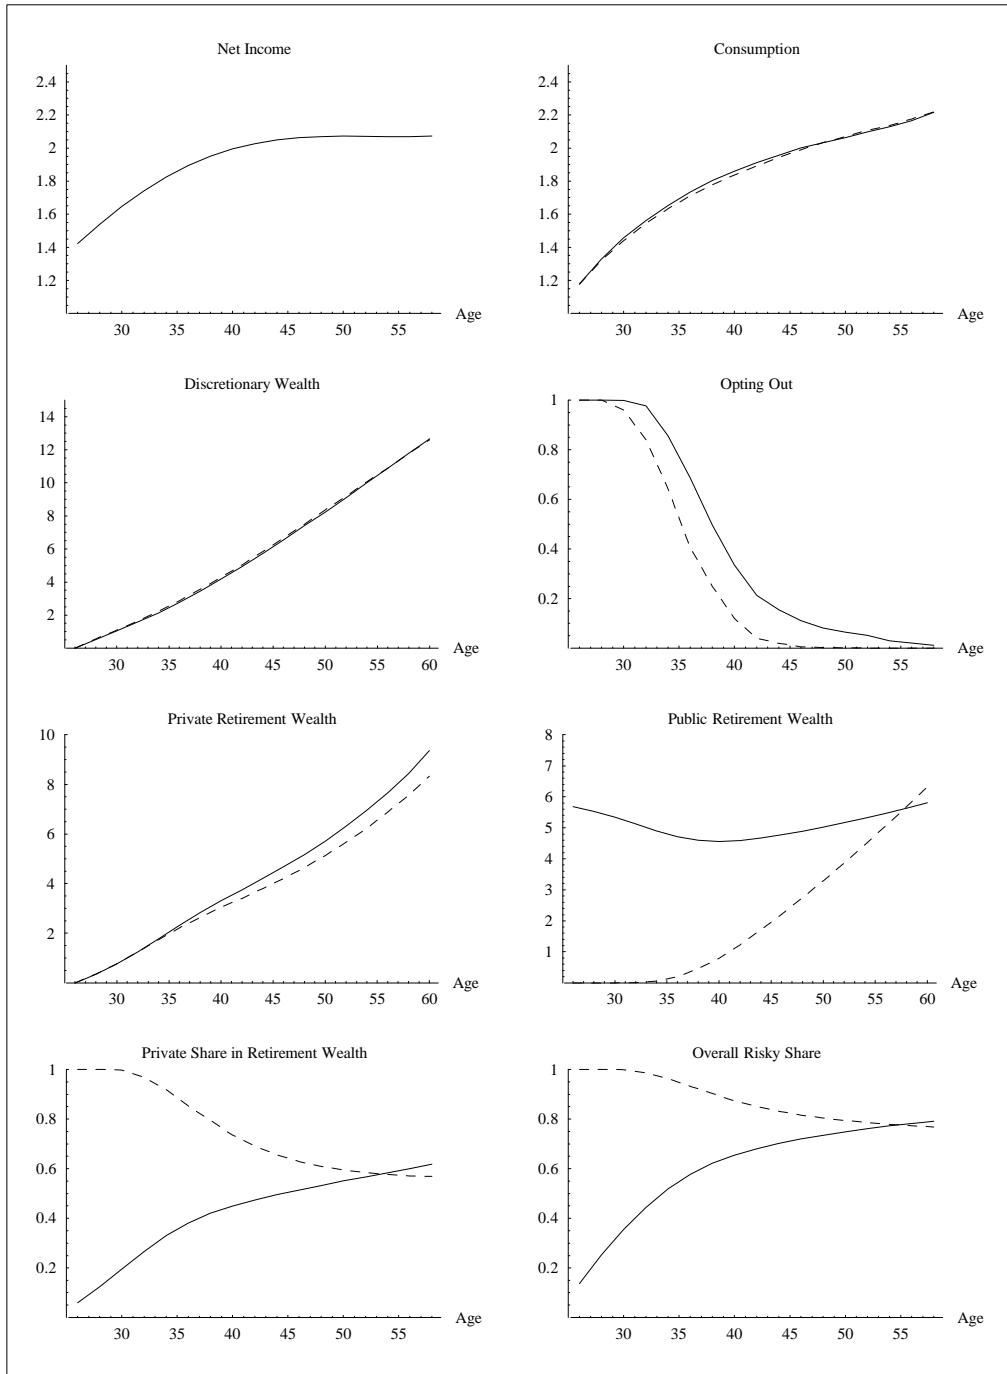 Net Income
2.4
2.2
2
1.8
1.6
1.4
1.2
30 35 40 45 50 55
Age
Consumption
2.4
2.2
2
1.8
1.6
1.4
1.2
30 35 40 45 50 55
Age
Discretionary Wealth
14
12
10
8
6
4
2
30 35 40 45 50 55 60
Age
Opting Out
1
0.8
0.6
0.4
0.2
30 35 40 45 50 55
Age
Private Retirement Wealth
10
8
6
4
2
30 35 40 45 50 55 60
Age
Public Retirement Wealth
8
7
6
5
4
3
2
1
30 35 40 45 50 55 60
Age
Private Share in Retirement Wealth
1
0.8
0.6
0.4
0.2
30 35 40 45 50 55
Age
Overall Risky Share
1
0.8
0.6
0.4
0.2
30 35 40 45 50 55
Age